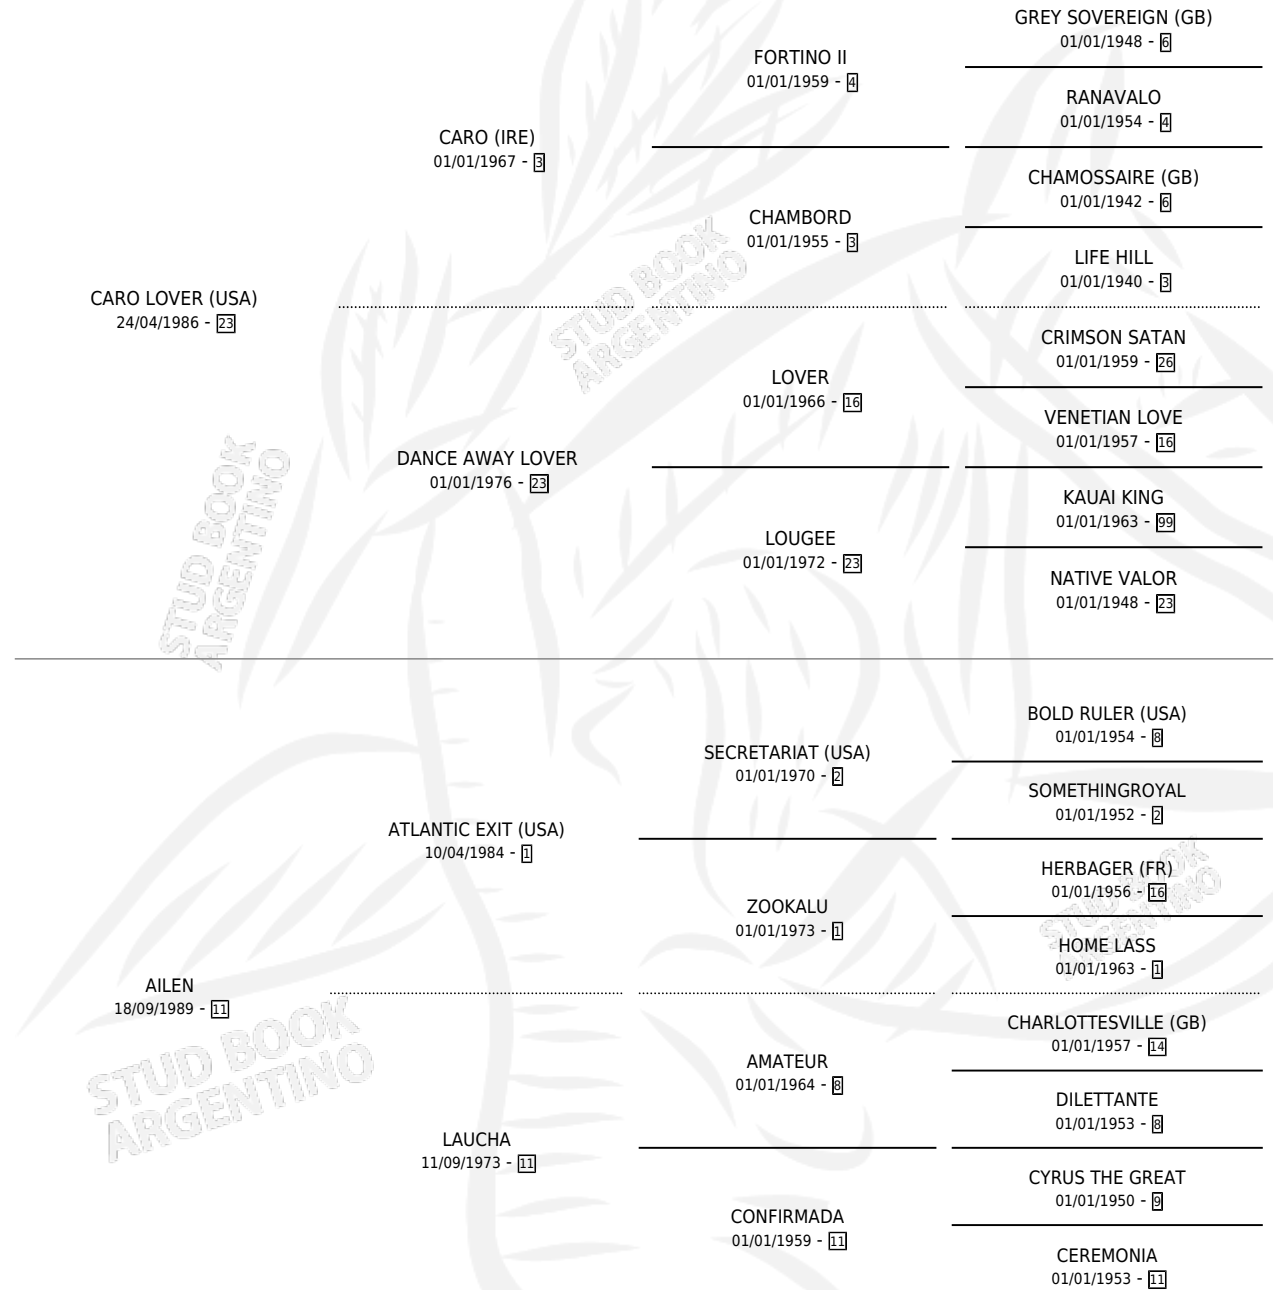 GREY SOVEREIGN (GB)
01/01/1948 - 6
FORTINO II
01/01/1959 - 4
RANAVALO
01/01/1954 - 4
CARO (IRE)
01/01/1967 - 3
CHAMOSSAIRE (GB)
01/01/1942 - 6
CHAMBORD
01/01/1955 - 3
LIFE HILL
01/01/1940 - 3
CARO LOVER (USA)
24/04/1986 - 23
STUD BOOK
ARGENTINO
CRIMSON SATAN
01/01/1959 - 26
LOVER
01/01/1966 - 16
VENETIAN LOVE
01/01/1957 - 16
DANCE AWAY LOVER
01/01/1976 - 23
KAUAI KING
01/01/1963 - 99
LOUGEE
01/01/1972 - 23
NATIVE VALOR
01/01/1948 - 23
STUD BOOK
ARGENTINO
BOLD RULER (USA)
01/01/1954 - 8
SECRETARIAT (USA)
01/01/1970 - 2
SOMETHINGROYAL
01/01/1952 - 2
ATLANTIC EXIT (USA)
10/04/1984 - 1
HERBAGER (FR)
01/01/1956 - 16
STUD BOOK
ARGENTINO
ZOOKALU
01/01/1973 - 1
HOME LASS
01/01/1963 - 1
AILEN
18/09/1989 - 11
STUD BOOK
ARGENTINO
CHARLOTTESVILLE (GB)
01/01/1957 - 14
AMATEUR
01/01/1964 - 8
DILETTANTE
01/01/1953 - 8
LAUCHA
11/09/1973 - 11
CYRUS THE GREAT
01/01/1950 - 9
CONFIRMADA
01/01/1959 - 11
CEREMONIA
01/01/1953 - 11